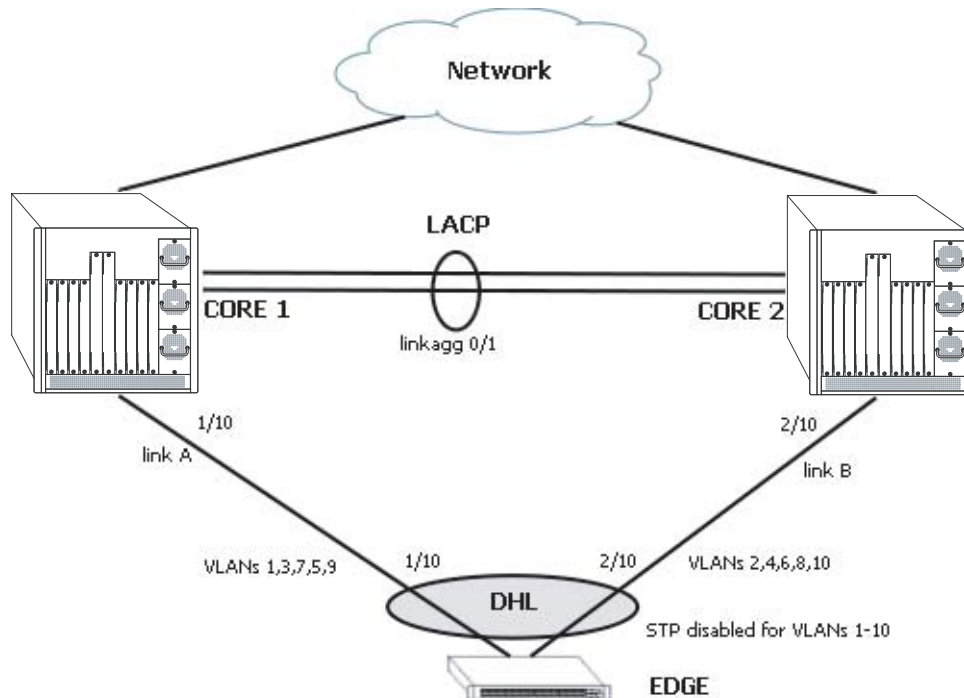 Network
LACP
CORE 1
CORE 2
linkagg 0/1
1/10
2/10
link A
link B
VLANs 1,3,7,5,9
1/10
2/10
VLANs 2,4,6,8,10
DHL
STP disabled for VLANs 1-10
EDGE